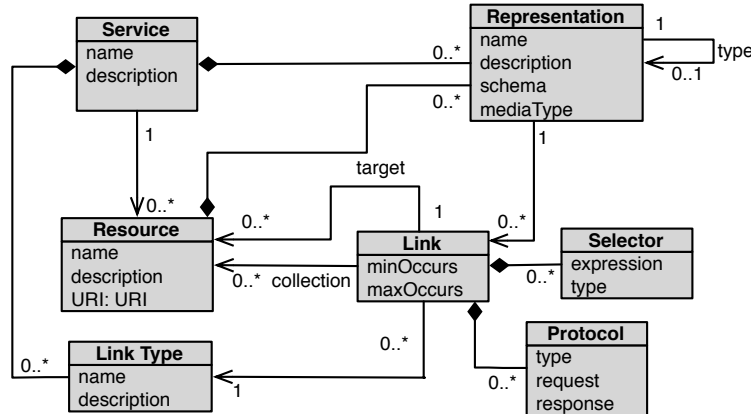 Service
name
description
Representation
name
description
schema
mediaType
1
type
0..1
0..*
0..*
1
1
target
0..*
0..*
1
0..*
Resource
name
description
URI: URI
0..*
collection
Link
minOccurs
maxOccurs
Selector
expression
type
0..*
0..*
Protocol
type
request
response
0..*
Link Type
name
description
0..*
1